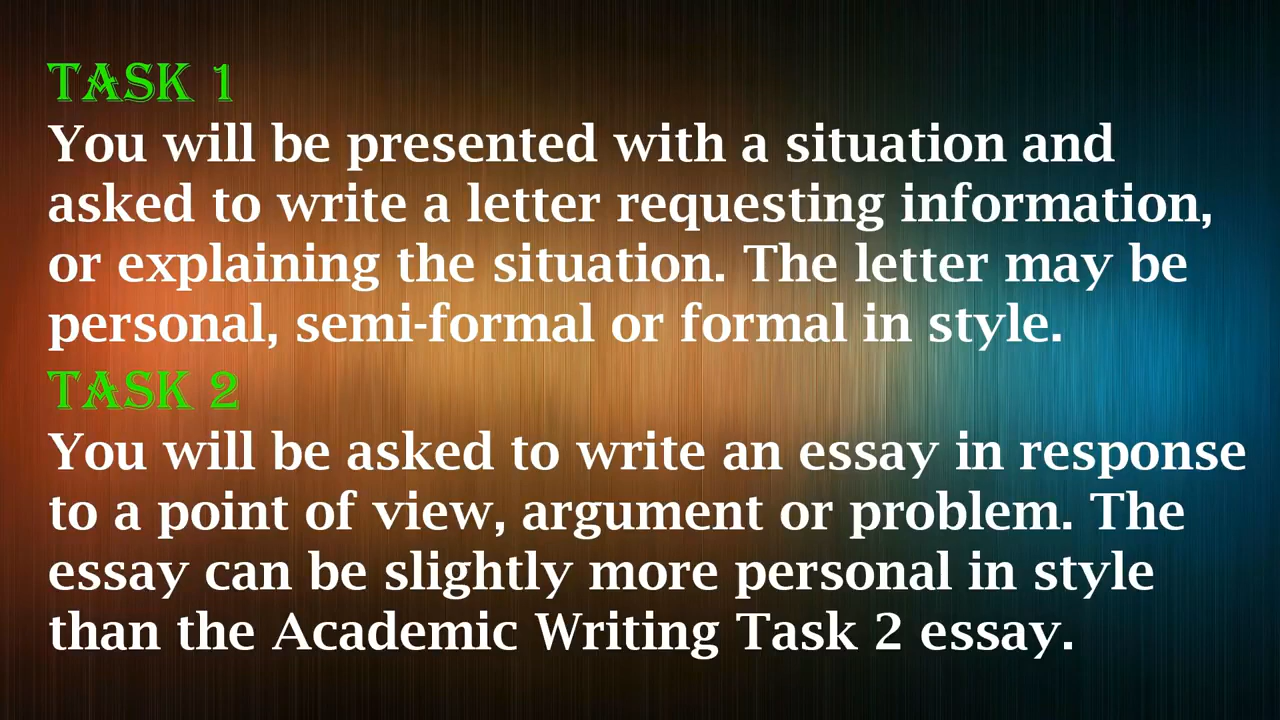 TASK 1
You will be presented with a situation and
asked to write a letter requesting information,
or explaining the situation. The letter may be
personal, semi-formal or formal in style.
TASK 2
You will be asked to write an essay in response
to a point of view, argument or problem. The
essay can be slightly more personal in style
than the Academic Writing Task 2 essay.